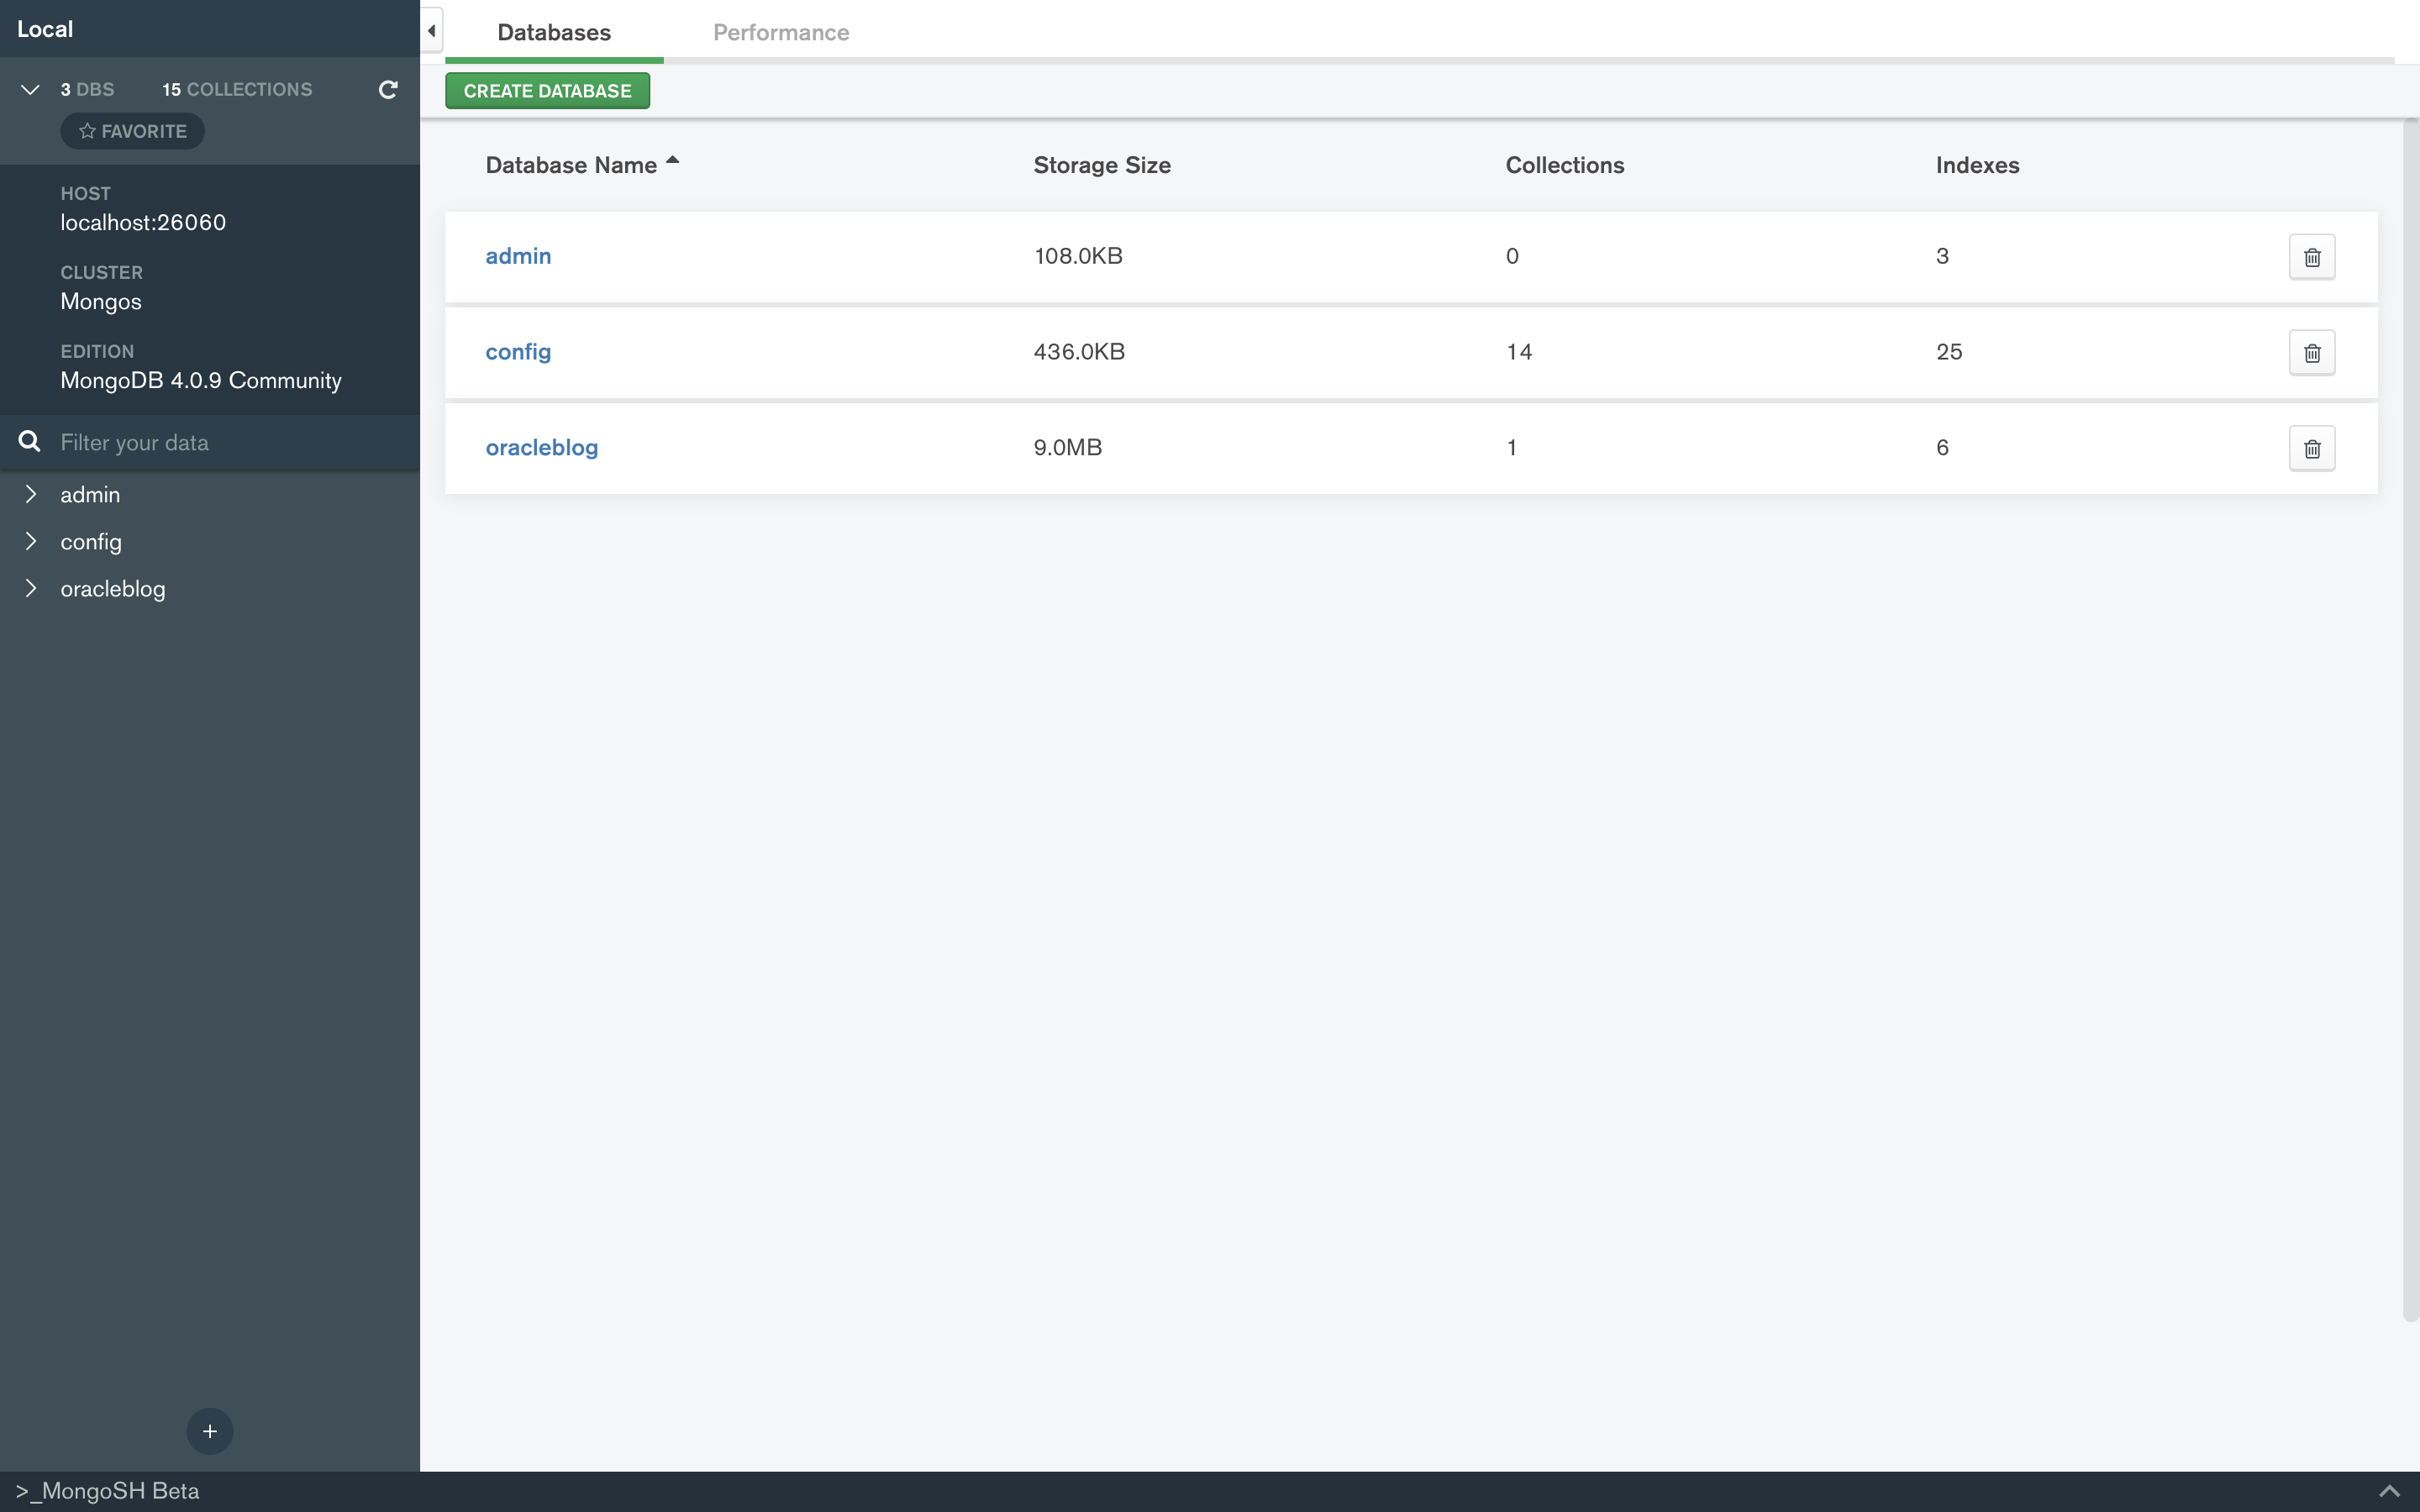 Local
3 DBS 15 COLLECTIONS
FAVORITE
HOST
localhost:26060
CLUSTER
Mongos
EDITION
MongoDB 4.0.9 Community
Filter your data
admin
config
oracleblog
>_MongoSH Beta
Databases Performance
CREATE DATABASE
Database Name Storage Size Collections Indexes
admin 108.0KB 0 3
config 436.0KB 14 25
oracleblog 9.0MB 1 6